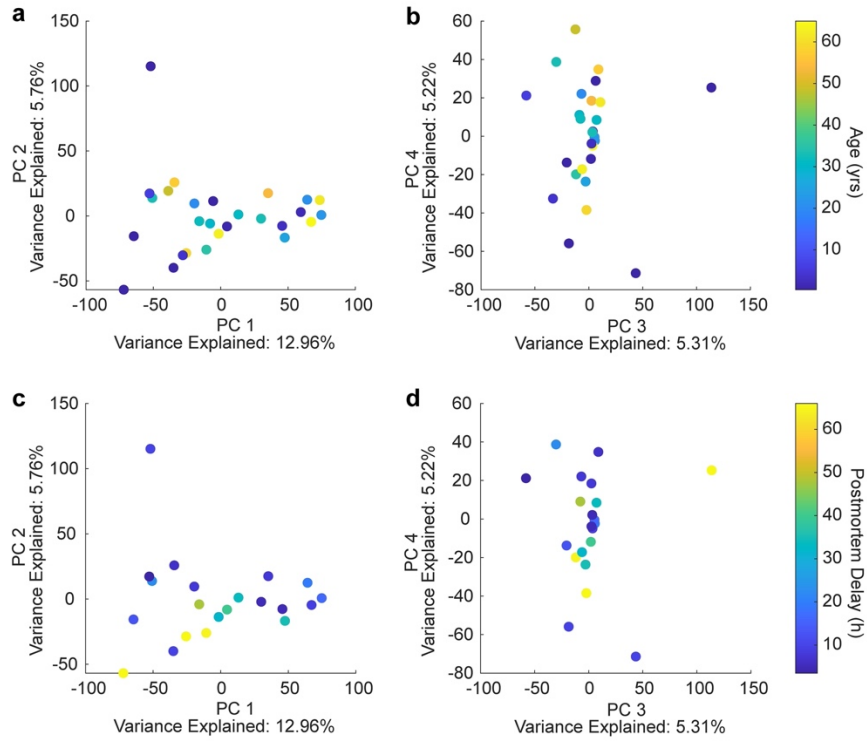 a
150
100
50
0
-50
-100
-50
0
50
100
PC 2
Variance Explained: 5.76%
PC 1
Variance Explained: 12.96%
b
60
40
20
0
-20
-40
-60
-80
-100
-50
0
50
100
150
PC 4
Variance Explained: 5.22%
PC 3
Variance Explained: 5.31%
60
50
40
30
20
10
Age (yrs)
c
150
100
50
0
-50
-100
-50
0
50
100
PC 2
Variance Explained: 5.76%
PC 1
Variance Explained: 12.96%
d
60
40
20
0
-20
-40
-60
-80
-100
-50
0
50
100
150
PC 4
Variance Explained: 5.22%
PC 3
Variance Explained: 5.31%
60
50
40
30
20
10
Postmortem Delay (h)